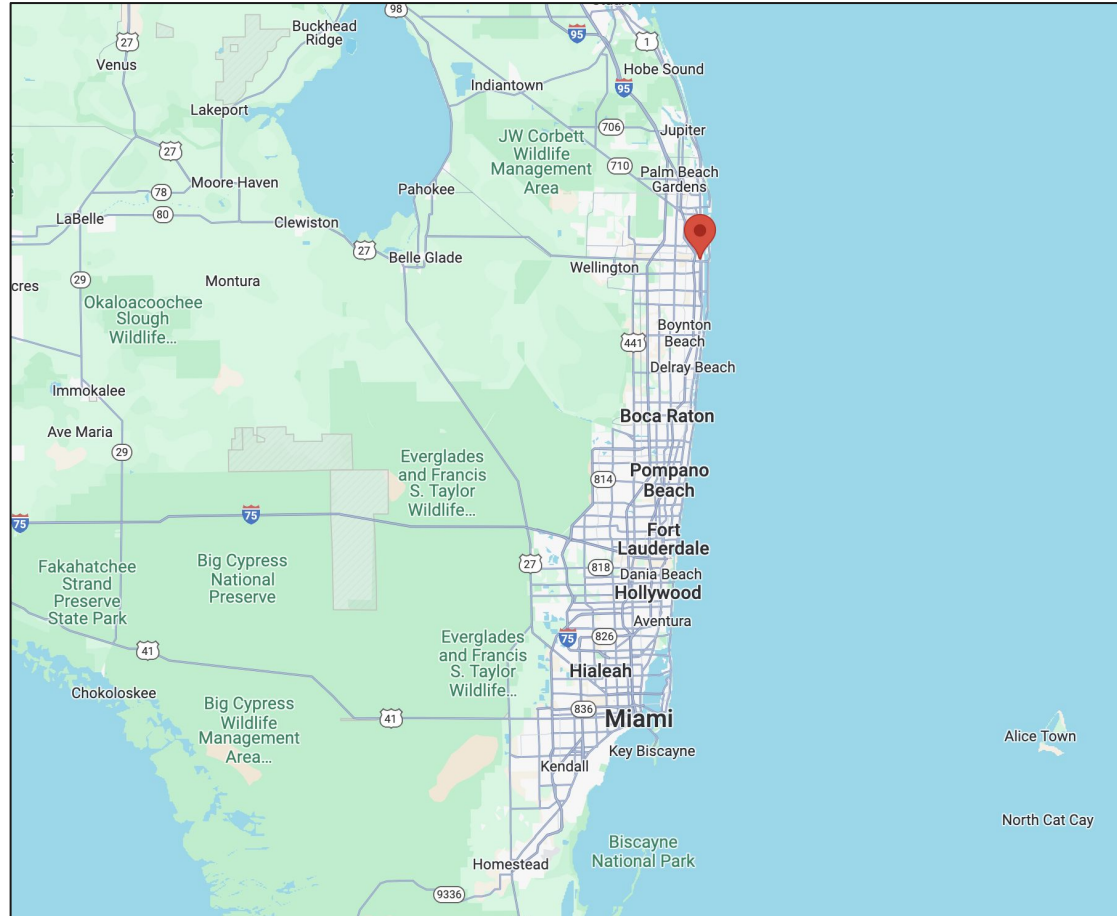 98
Buckhead
Ridge
27
Venus
95
1
Hobe Sound
Indiantown
95
Lakeport
706
Jupiter
JW Corbett
Wildlife
Management
Area
27
710
Palm Beach
Gardens
Moore Haven
78
Pahokee
LaBelle
80
Clewiston
27
Belle Glade
Wellington
29
Montura
cres
Okaloacoochee
Slough
Wildlife...
Boynton
Beach
441
Delray Beach
Immokalee
Boca Raton
Ave Maria
29
Everglades
and Francis
S. Taylor
Wildlife...
814
Pompano
Beach
75
75
Fort
Lauderdale
27
818
Dania Beach
Hollywood
Fakahatchee
Strand
Preserve
State Park
Big Cypress
National
Preserve
Aventura
75
826
41
Everglades
and Francis
S. Taylor
Wildlife...
Hialeah
Chokoloskee
Big Cypress
Wildlife
Management
Area...
41
836
Miami
Key Biscayne
Alice Town
Kendall
North Cat Cay
Biscayne
National Park
Homestead
9336